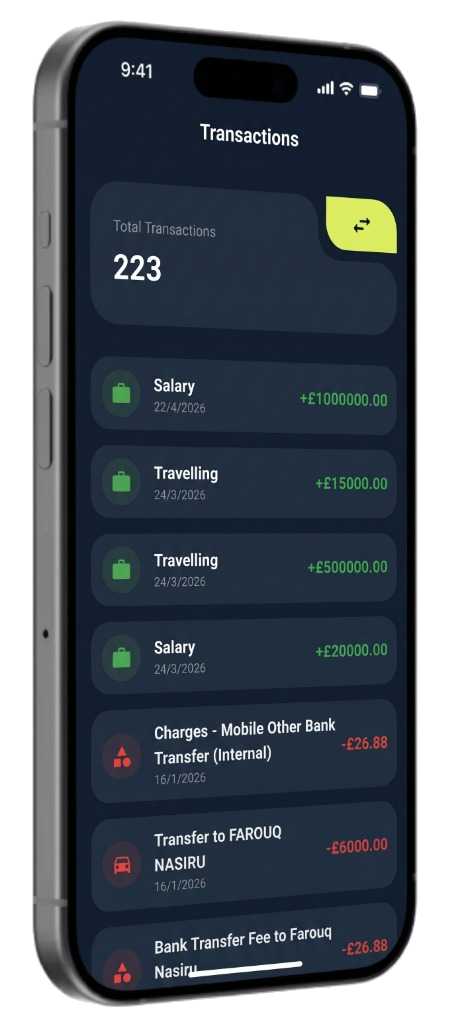 9:41
Transactions
Total Transactions
223
Salary
22/4/2026
+£1000000.00
Travelling
24/3/2026
+£15000.00
Travelling
24/3/2026
+£500000.00
Salary
24/3/2026
+£20000.00
Charges - Mobile Other Bank
Transfer (Internal)
16/1/2026
-£26.88
Transfer to FAROUQ
NASIRU
16/1/2026
-£6000.00
Bank Transfer Fee to Farouq
Nasiru
-£26.88